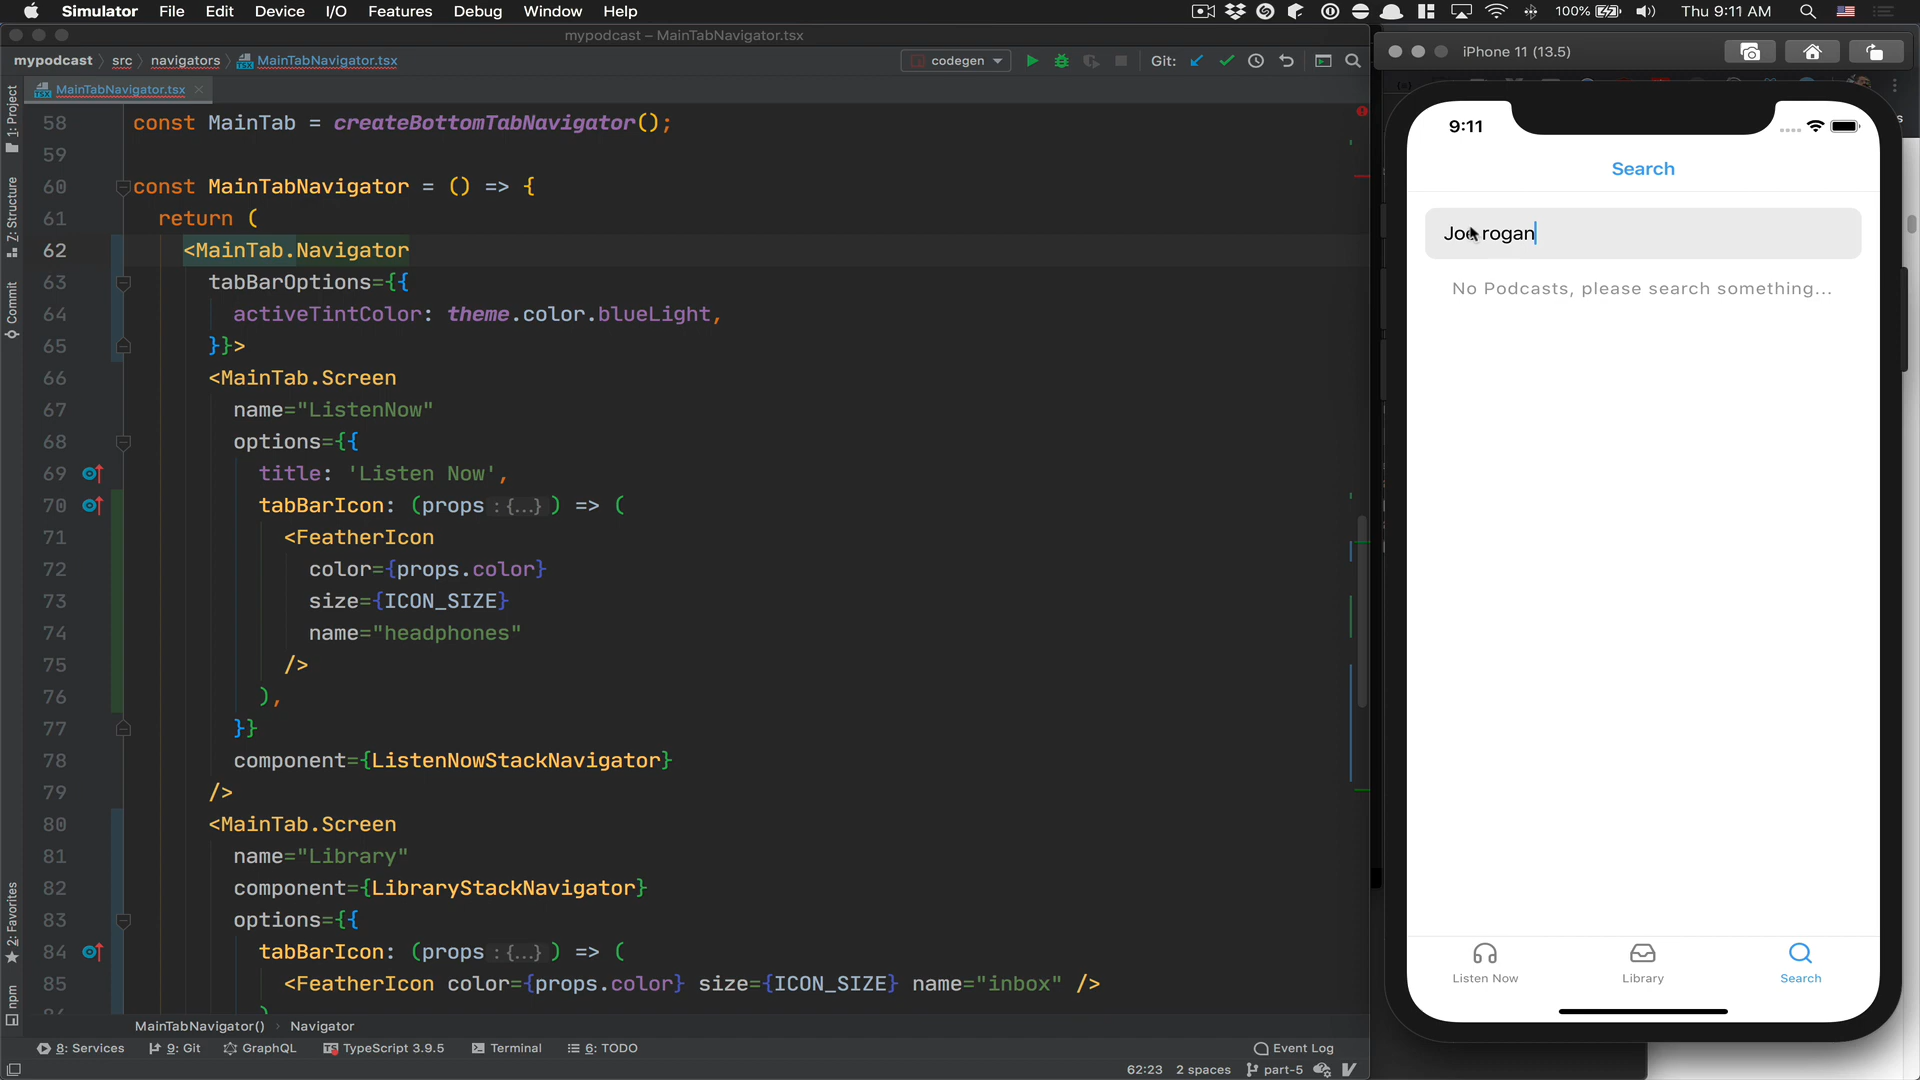 Simulator File Edit Device I/O Features Debug Window Help 100% Thu 9:11 AM
mypodcast – MainTabNavigator.tsx
mypodcast src navigators MainTabNavigator.tsx codegen Git:
MainTabNavigator.tsx
1: Project
7: Structure
Commit
2: Favorites
npm
58 const MainTab = createBottomTabNavigator();
59
60 const MainTabNavigator = () => {
61 return (
62 <MainTab.Navigator
63 tabBarOptions={{
64 activeTintColor: theme.color.blueLight,
65 }}>
66 <MainTab.Screen
67 name="ListenNow"
68 options={{
69 title: 'Listen Now',
70 tabBarIcon: (props :{...} ) => (
71 <FeatherIcon
72 color={props.color}
73 size={ICON_SIZE}
74 name="headphones"
75 />
76 ),
77 }}
78 component={ListenNowStackNavigator}
79 />
80 <MainTab.Screen
81 name="Library"
82 component={LibraryStackNavigator}
83 options={{
84 tabBarIcon: (props :{...} ) => (
85 <FeatherIcon color={props.color} size={ICON_SIZE} name="inbox" />
MainTabNavigator() Navigator
8: Services 9: Git GraphQL TypeScript 3.9.5 Terminal 6: TODO Event Log
62:23 2 spaces part-5
iPhone 11 (13.5)
9:11
Search
Joe rogan
No Podcasts, please search something...
Listen Now Library Search